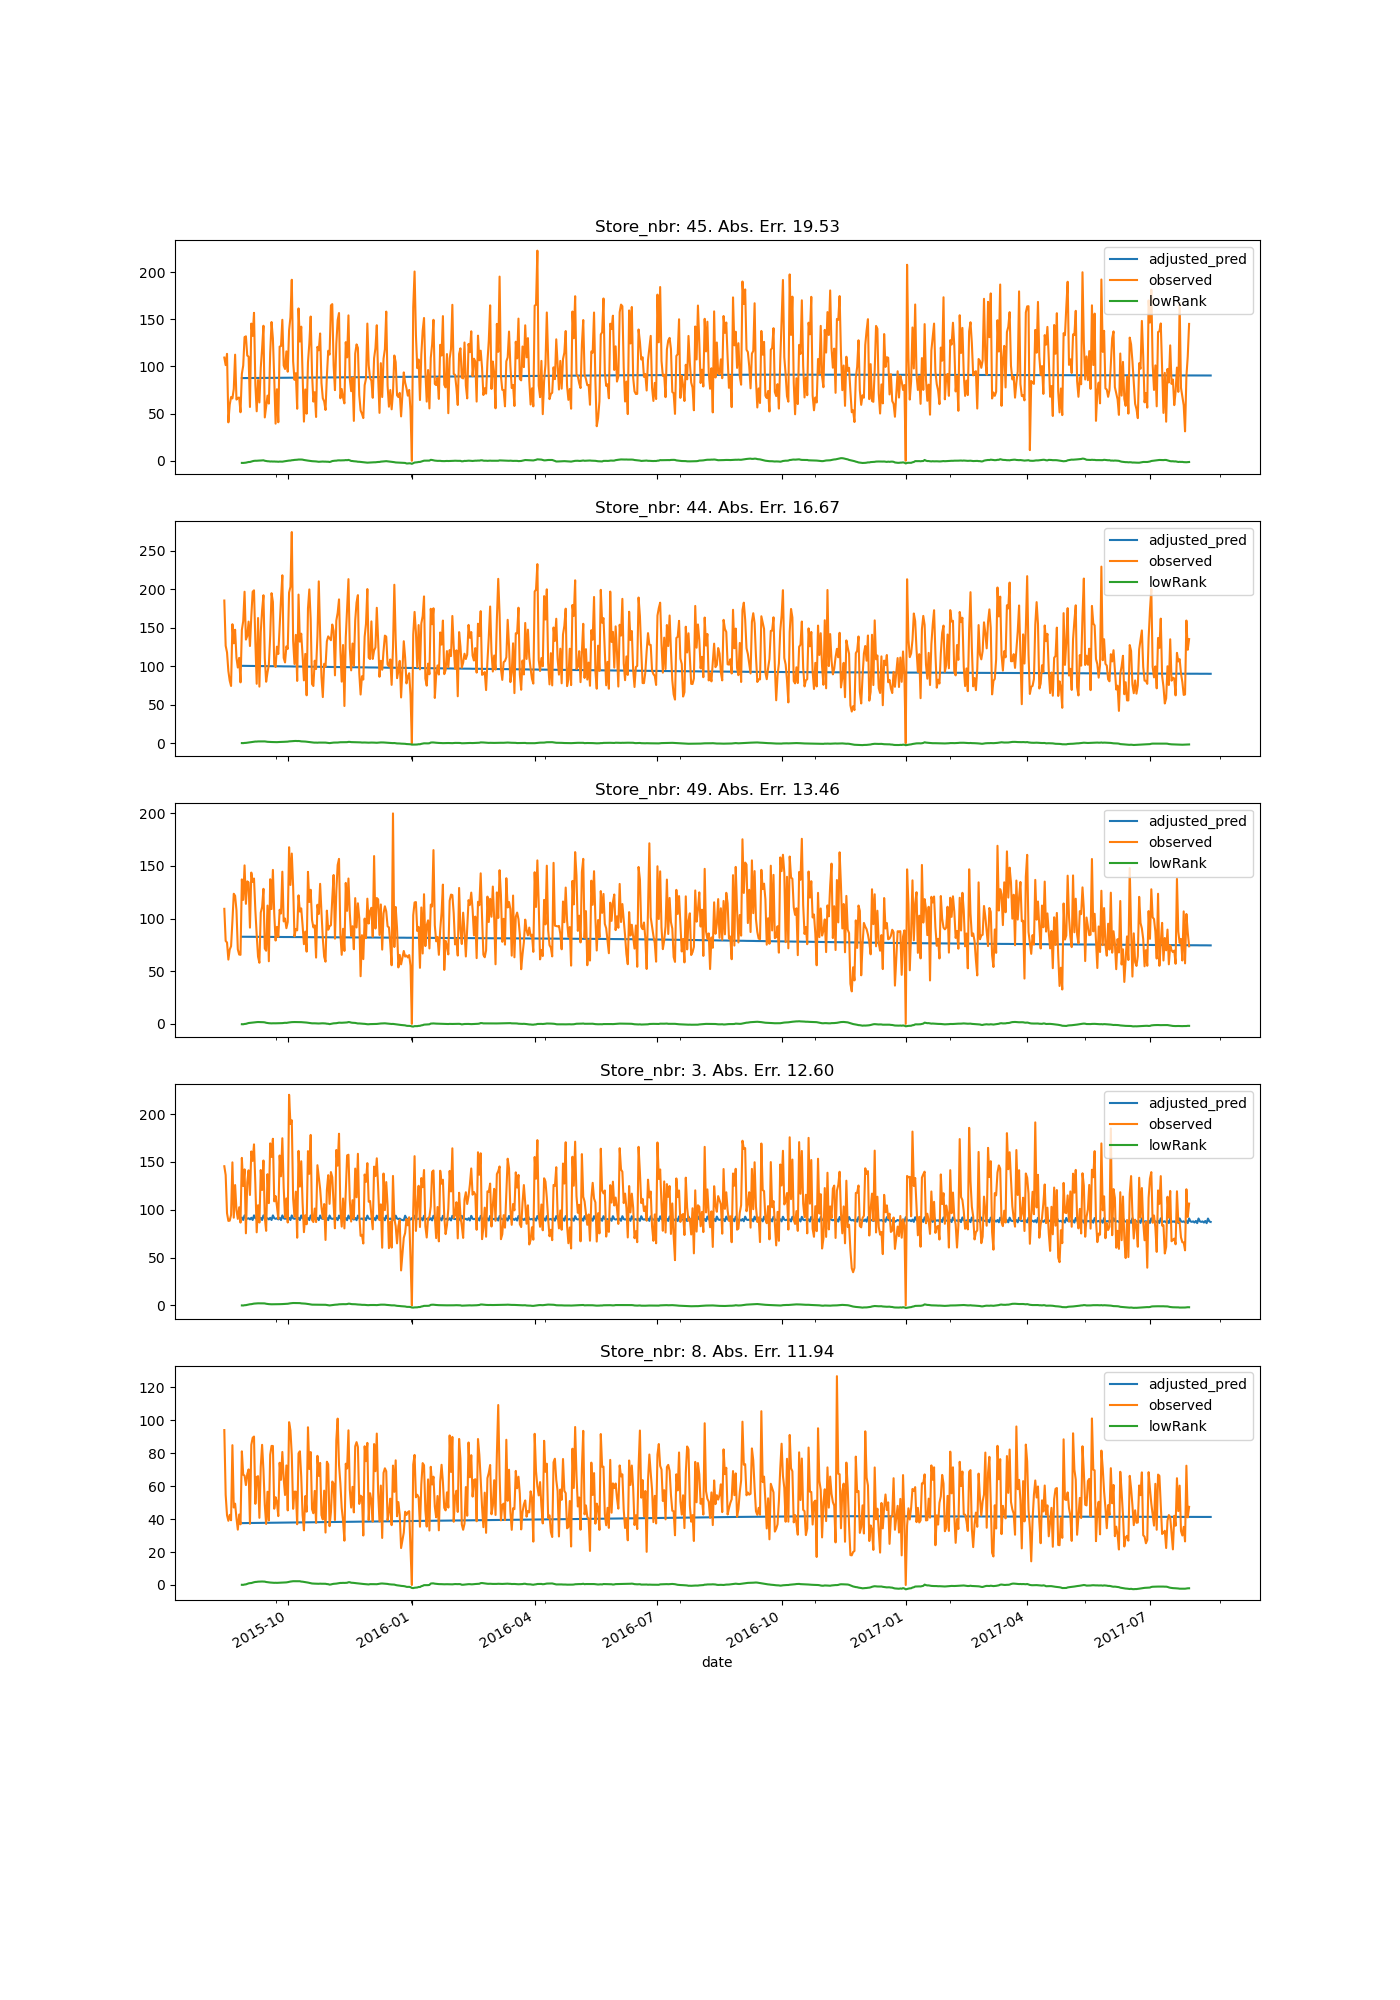 Store_nbr: 45. Abs. Err. 19.53
200
150
100
50
0
adjusted_pred
observed
lowRank
Store_nbr: 44. Abs. Err. 16.67
250
200
150
100
50
0
adjusted_pred
observed
lowRank
Store_nbr: 49. Abs. Err. 13.46
200
150
100
50
0
adjusted_pred
observed
lowRank
Store_nbr: 3. Abs. Err. 12.60
200
150
100
50
0
adjusted_pred
observed
lowRank
Store_nbr: 8. Abs. Err. 11.94
120
100
80
60
40
20
0
adjusted_pred
observed
lowRank
2015-10 2016-01 2016-04 2016-07 2016-10 2017-01 2017-04 2017-07
date